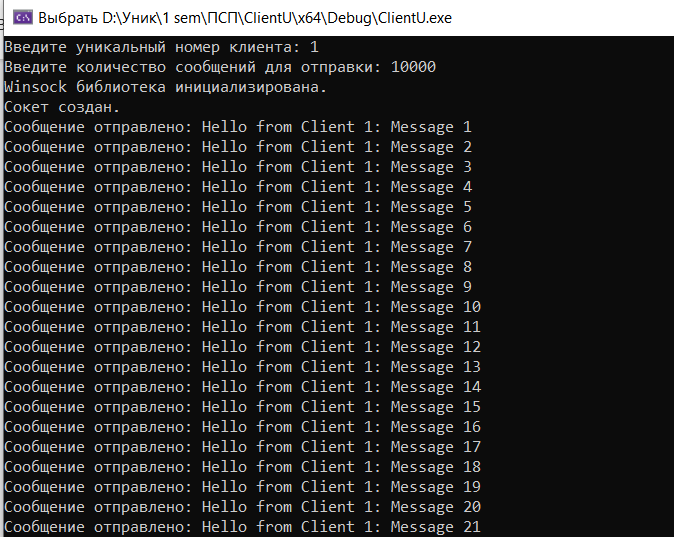 Выбрать D:\Уник\1 sem\ПСП\ClientU\x64\Debug\ClientU.exe
Введите уникальный номер клиента: 1
Введите количество сообщений для отправки: 10000
Winsock библиотека инициализирована.
Сокет создан.
Сообщение отправлено: Hello from Client 1: Message 1
Сообщение отправлено: Hello from Client 1: Message 2
Сообщение отправлено: Hello from Client 1: Message 3
Сообщение отправлено: Hello from Client 1: Message 4
Сообщение отправлено: Hello from Client 1: Message 5
Сообщение отправлено: Hello from Client 1: Message 6
Сообщение отправлено: Hello from Client 1: Message 7
Сообщение отправлено: Hello from Client 1: Message 8
Сообщение отправлено: Hello from Client 1: Message 9
Сообщение отправлено: Hello from Client 1: Message 10
Сообщение отправлено: Hello from Client 1: Message 11
Сообщение отправлено: Hello from Client 1: Message 12
Сообщение отправлено: Hello from Client 1: Message 13
Сообщение отправлено: Hello from Client 1: Message 14
Сообщение отправлено: Hello from Client 1: Message 15
Сообщение отправлено: Hello from Client 1: Message 16
Сообщение отправлено: Hello from Client 1: Message 17
Сообщение отправлено: Hello from Client 1: Message 18
Сообщение отправлено: Hello from Client 1: Message 19
Сообщение отправлено: Hello from Client 1: Message 20
Сообщение отправлено: Hello from Client 1: Message 21